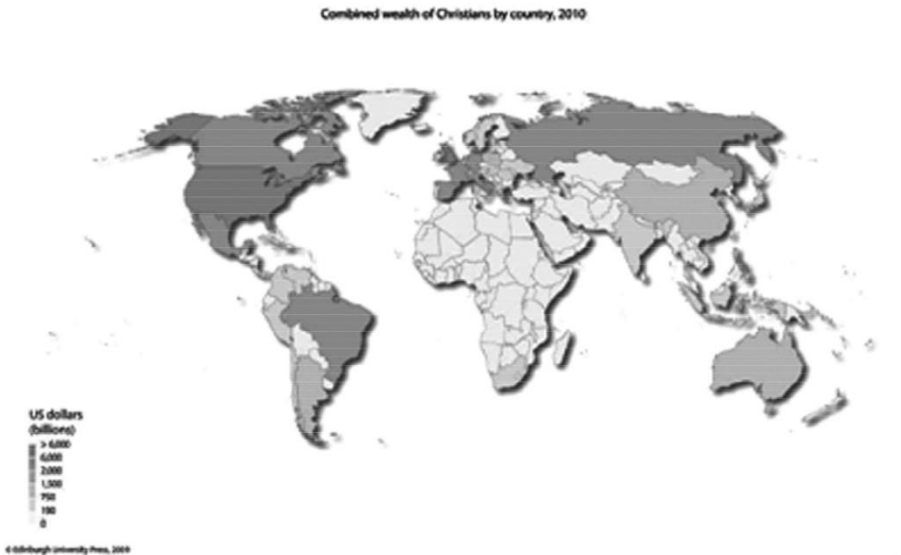 Combined wealth of Christians by country, 2010
US dollars
(billions)
> 6,000
6,000
2,000
1,500
750
190
0
© Edinburgh University Press, 2009